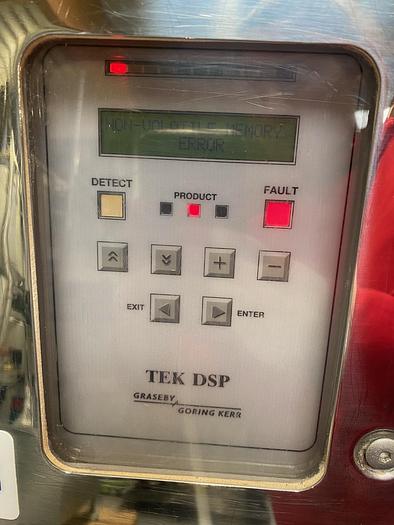 NON-VOLATILE MEMORY
ERROR
DETECT
PRODUCT
FAULT
EXIT
ENTER
TEK DSP
GRASEBY
GORING KERR